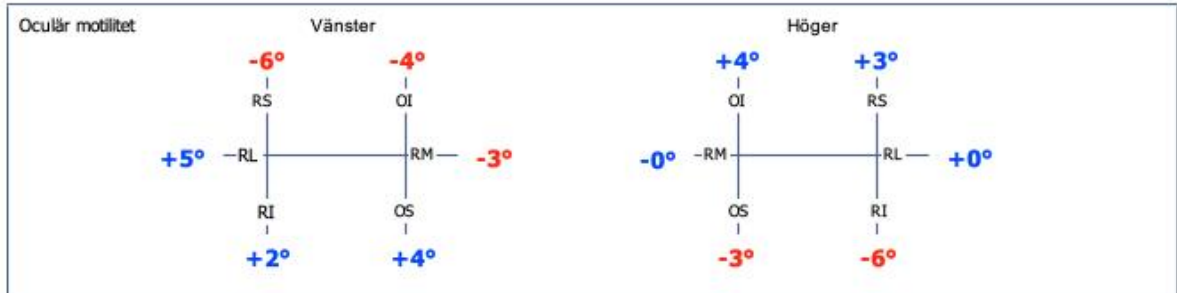 Oculär motilitet Vänster Höger
-6° -4° +4° +3°
RS OI OI RS
+5° RL RM -3° -0° RM RL +0°
RI OS OS RI
+2° +4° -3° -6°